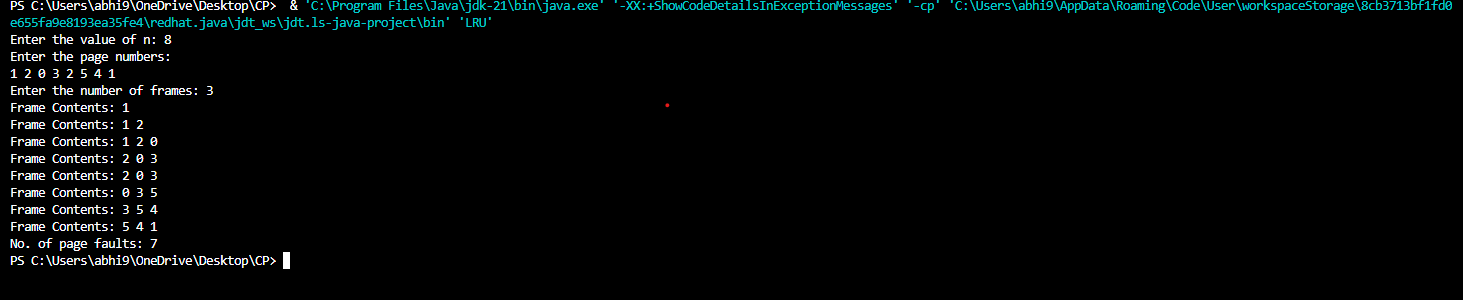 PS C:\Users\abhi9\OneDrive\Desktop\CP>  & 'C:\Program Files\Java\jdk-21\bin\java.exe' '-XX:+ShowCodeDetailsInExceptionMessages' '-cp' 'C:\Users\abhi9\AppData\Roaming\Code\User\workspaceStorage\8cb3713bf1fd0
e655fa9e8193ea35fe4\redhat.java\jdt_ws\jdt.ls-java-project\bin' 'LRU'
Enter the value of n: 8
Enter the page numbers:
1 2 0 3 2 5 4 1
Enter the number of frames: 3
Frame Contents: 1
Frame Contents: 1 2
Frame Contents: 1 2 0
Frame Contents: 2 0 3
Frame Contents: 2 0 3
Frame Contents: 0 3 5
Frame Contents: 3 5 4
Frame Contents: 5 4 1
No. of page faults: 7
PS C:\Users\abhi9\OneDrive\Desktop\CP>